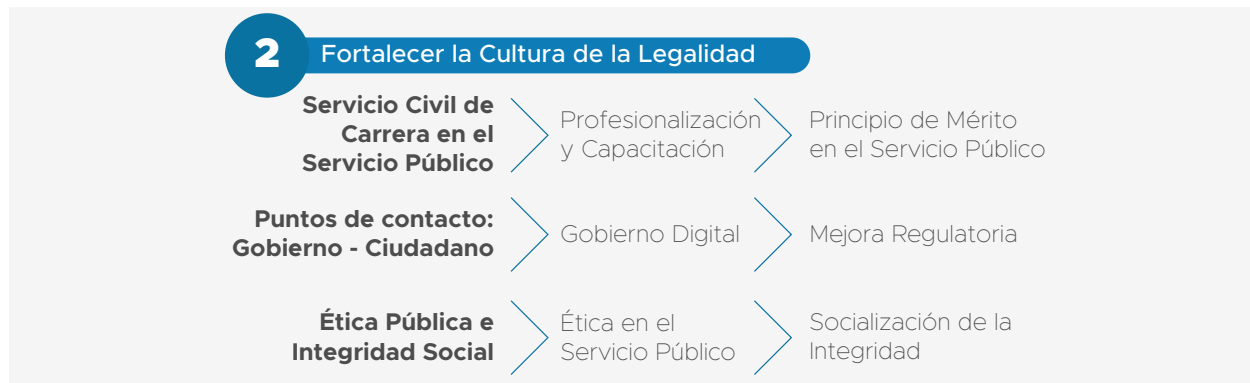 2
Fortalecer la Cultura de la Legalidad
Servicio Civil de
Carrera en el
Servicio Público
Profesionalización
y Capacitación
Principio de Mérito
en el Servicio Público
Puntos de contacto:
Gobierno - Ciudadano
Gobierno Digital
Mejora Regulatoria
Ética Pública e
Integridad Social
Ética en el
Servicio Público
Socialización de la
Integridad